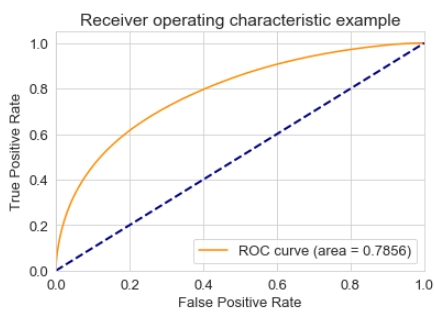 Receiver operating characteristic example
1.0
0.8
0.6
0.4
0.2
0.0
True Positive Rate
ROC curve (area = 0.7856)
0.0 0.2 0.4 0.6 0.8 1.0
False Positive Rate